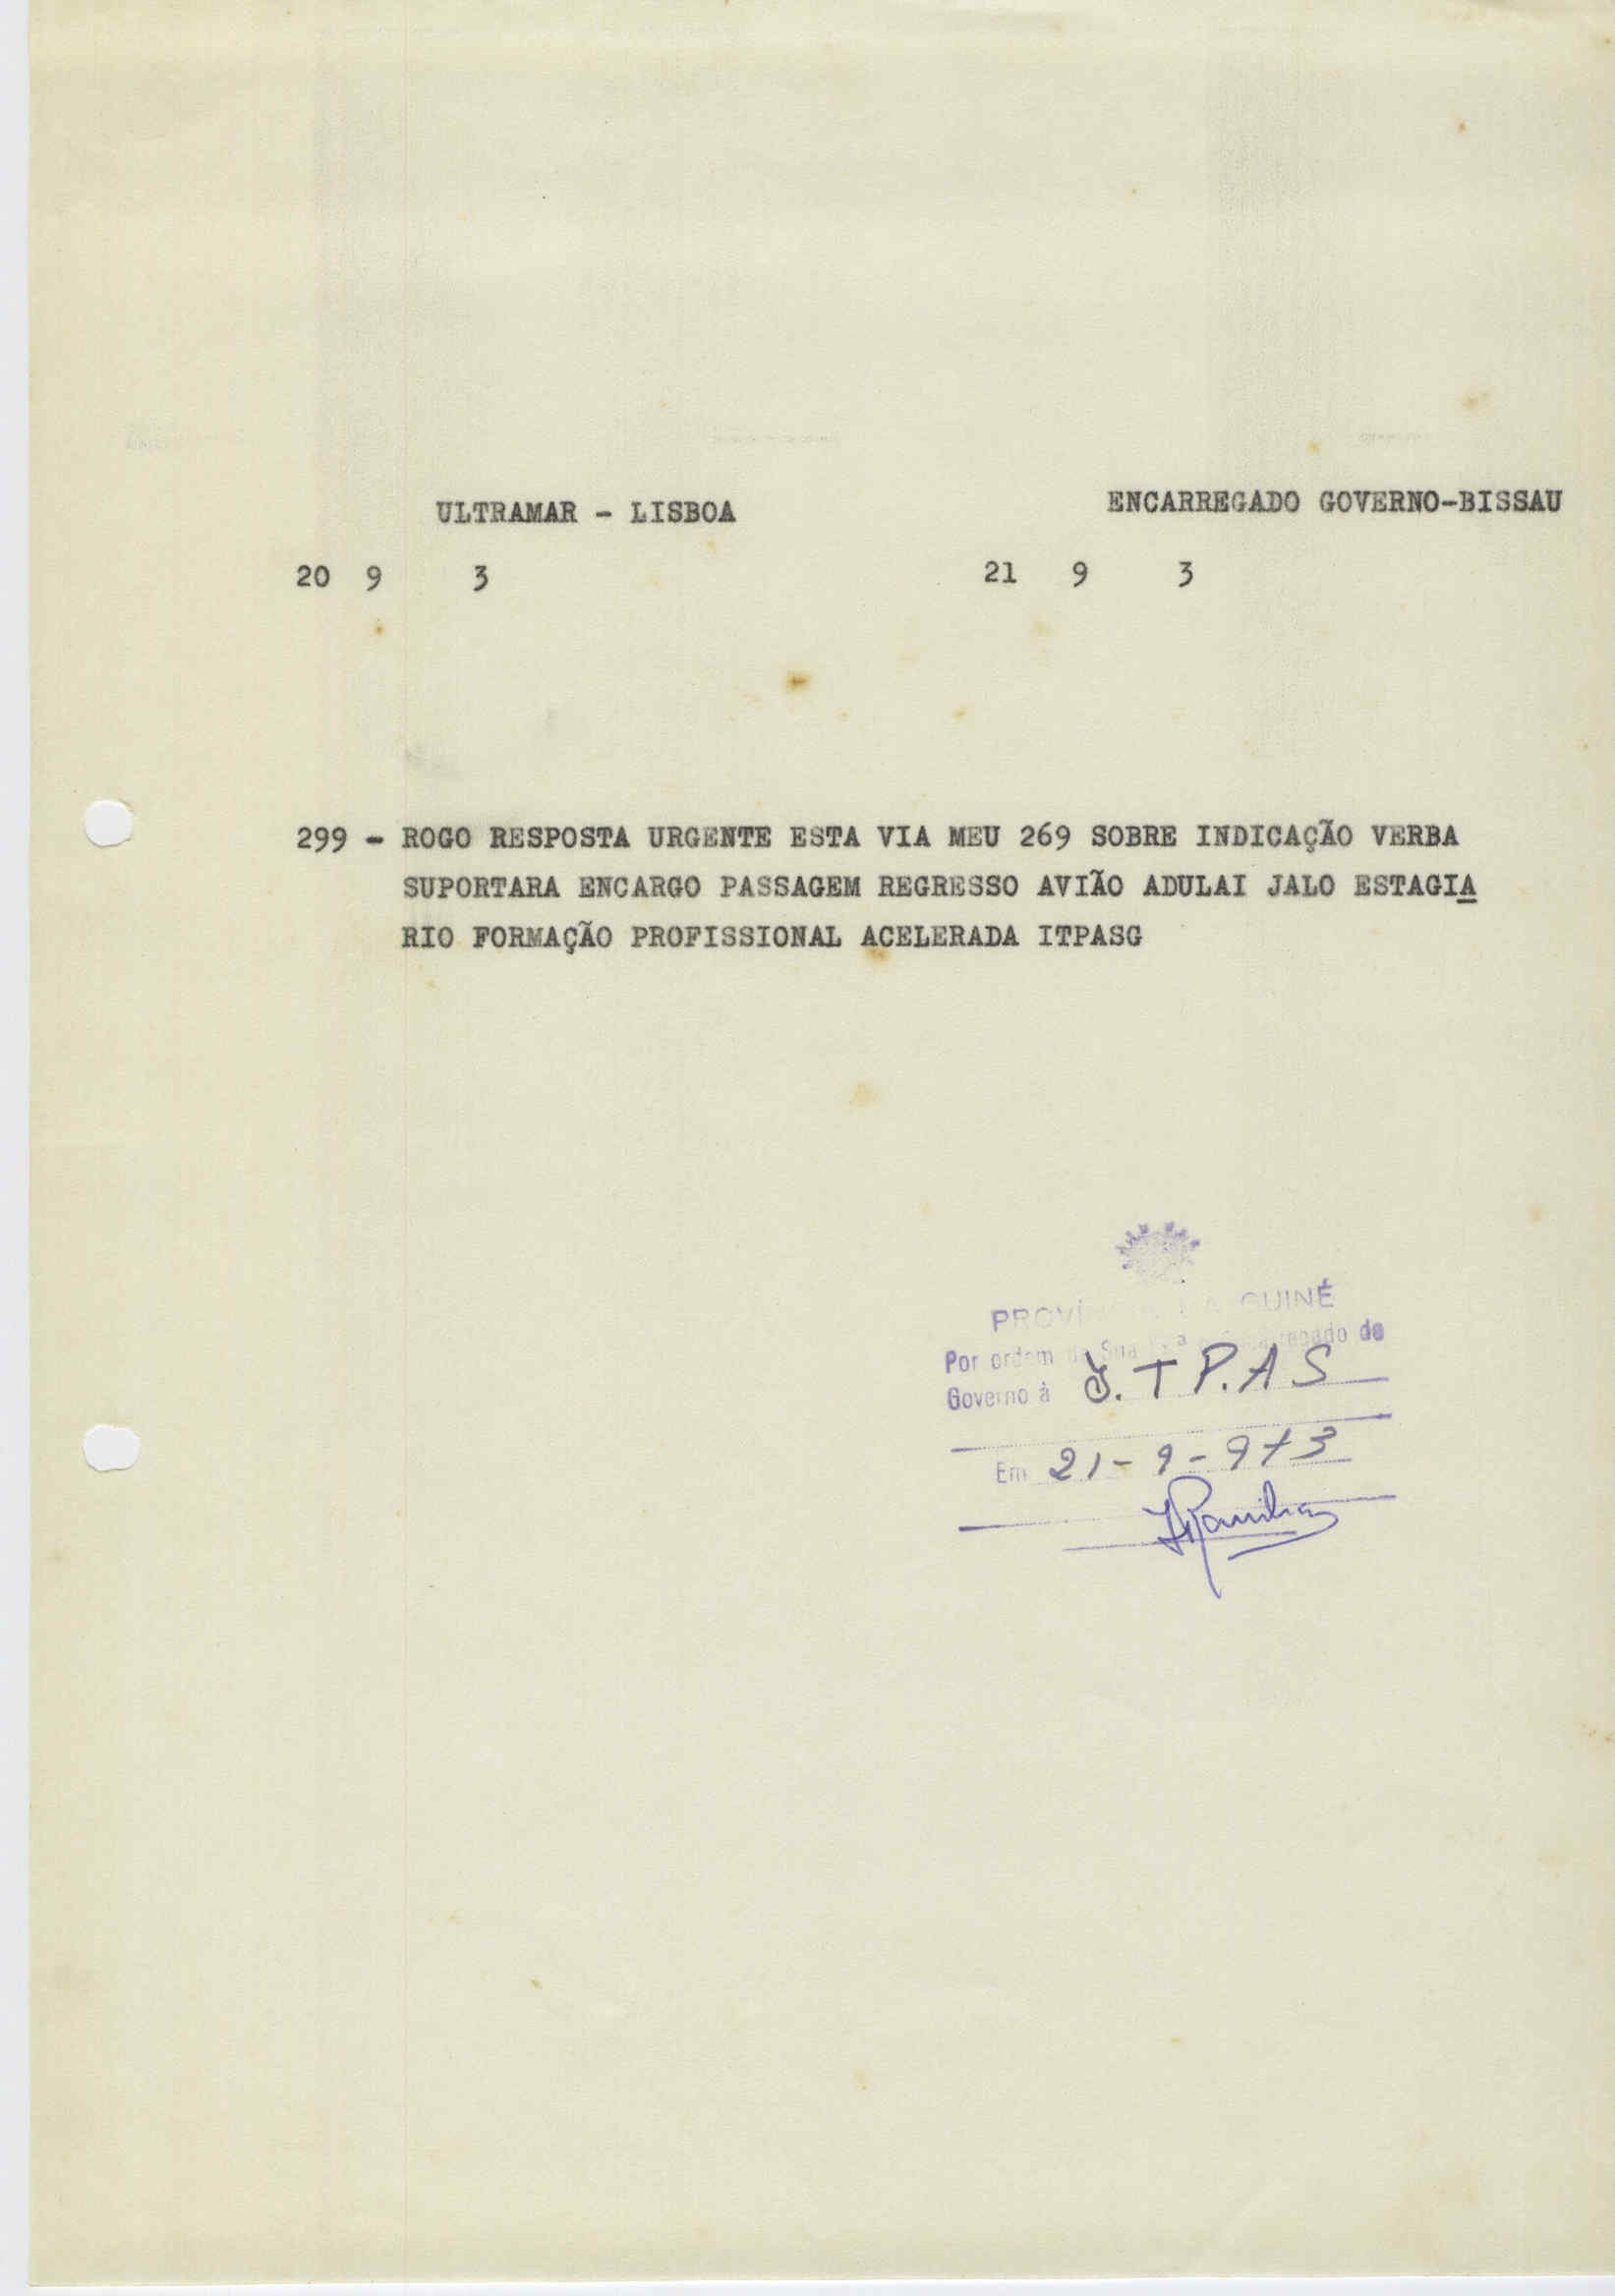 ULTRAMAR - LISBOA
ENCARREGADO GOVERNO-BISSAU
20 9 3
21 9 3
299 - ROGO RESPOSTA URGENTE ESTA VIA MEU 269 SOBRE INDICAÇÃO VERBA
SUPORTARA ENCARGO PASSAGEM REGRESSO AVIÃO ADULAI JALO ESTAGIA
RIO FORMAÇÃO PROFISSIONAL ACELERADA ITPASG
GUINÉ
Por ordem do
Governo à I.T P.A S
Em 21-9-973